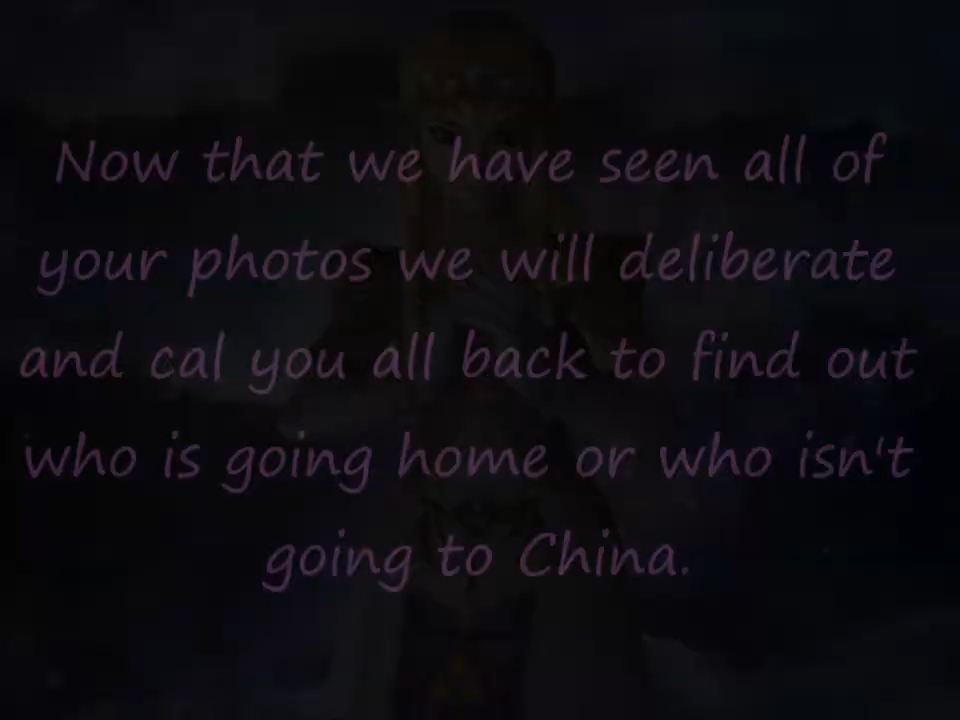 Now that we have seen all of
your photos we will deliberate
and cal you all back to find out
who is going home or who isn't
going to China.